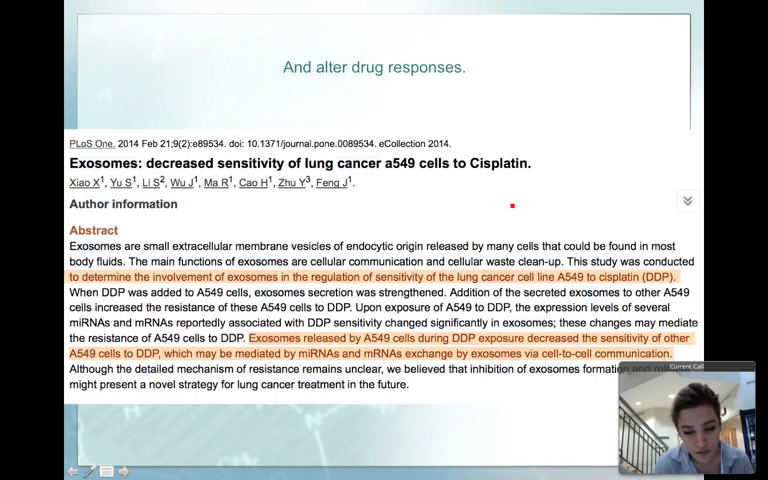 And alter drug responses.
PLoS One. 2014 Feb 21;9(2):e89534. doi: 10.1371/journal.pone.0089534. eCollection 2014.
Exosomes: decreased sensitivity of lung cancer a549 cells to Cisplatin.
Xiao X1, Yu S1, Li S2, Wu J1, Ma R1, Cao H1, Zhu Y3, Feng J1.
Author information
Abstract
Exosomes are small extracellular membrane vesicles of endocytic origin released by many cells that could be found in most
body fluids. The main functions of exosomes are cellular communication and cellular waste clean-up. This study was conducted
to determine the involvement of exosomes in the regulation of sensitivity of the lung cancer cell line A549 to cisplatin (DDP).
When DDP was added to A549 cells, exosomes secretion was strengthened. Addition of the secreted exosomes to other A549
cells increased the resistance of these A549 cells to DDP. Upon exposure of A549 to DDP, the expression levels of several
miRNAs and mRNAs reportedly associated with DDP sensitivity changed significantly in exosomes; these changes may mediate
the resistance of A549 cells to DDP. Exosomes released by A549 cells during DDP exposure decreased the sensitivity of other
A549 cells to DDP, which may be mediated by miRNAs and mRNAs exchange by exosomes via cell-to-cell communication.
Although the detailed mechanism of resistance remains unclear, we believed that inhibition of exosomes formation and
might present a novel strategy for lung cancer treatment in the future.
Current Call